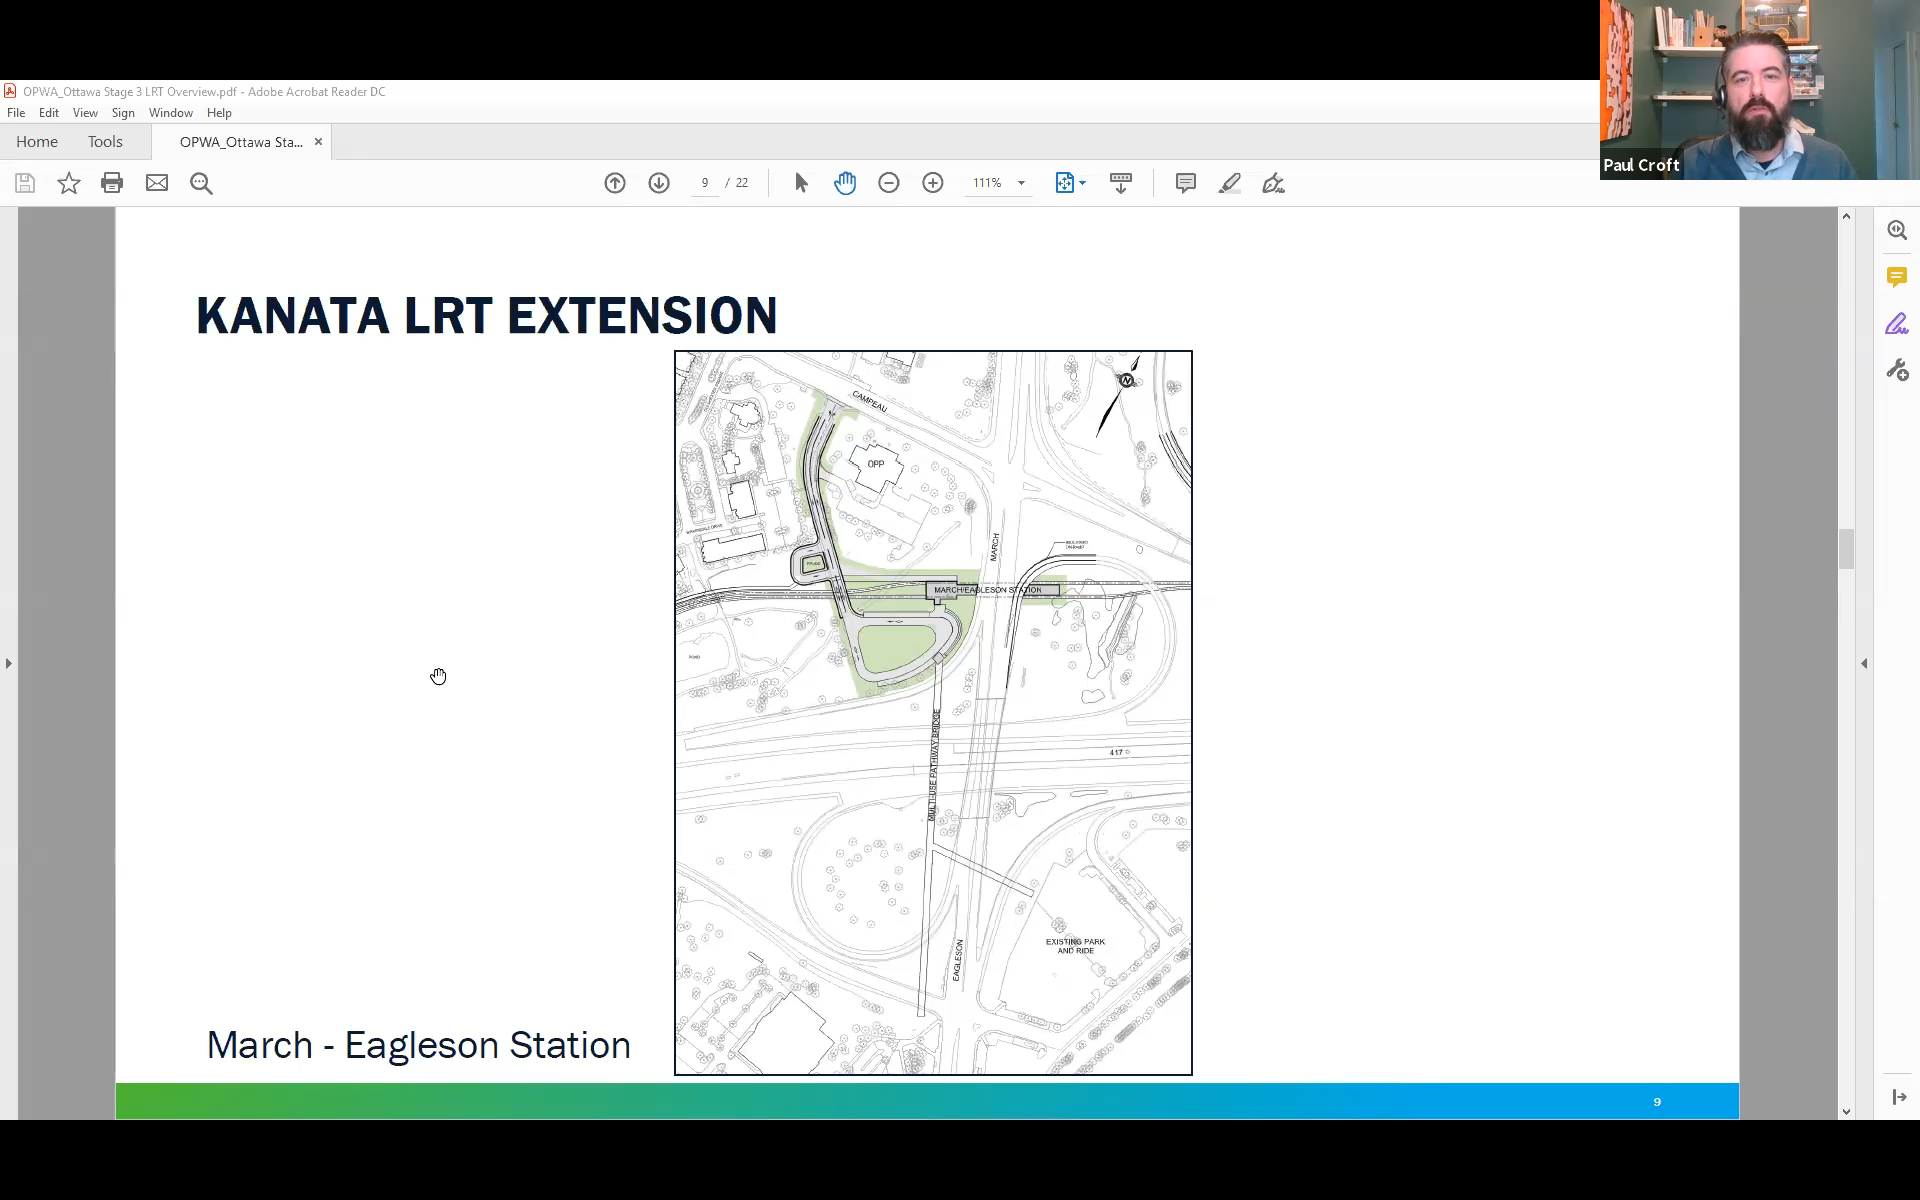 OPWA_Ottawa Stage 3 LRT Overview.pdf - Adobe Acrobat Reader DC
File Edit View Sign Window Help
Home Tools OPWA_Ottawa Sta... ×
9 / 22 111%
Paul Croft
KANATA LRT EXTENSION
N
CAMPEAU
OPP
MARCH
MARCH/EAGLESON STATION
POND
417
MULTI-USE PATHWAY BRIDGE
EAGLESON
EXISTING PARK
AND RIDE
March - Eagleson Station
9